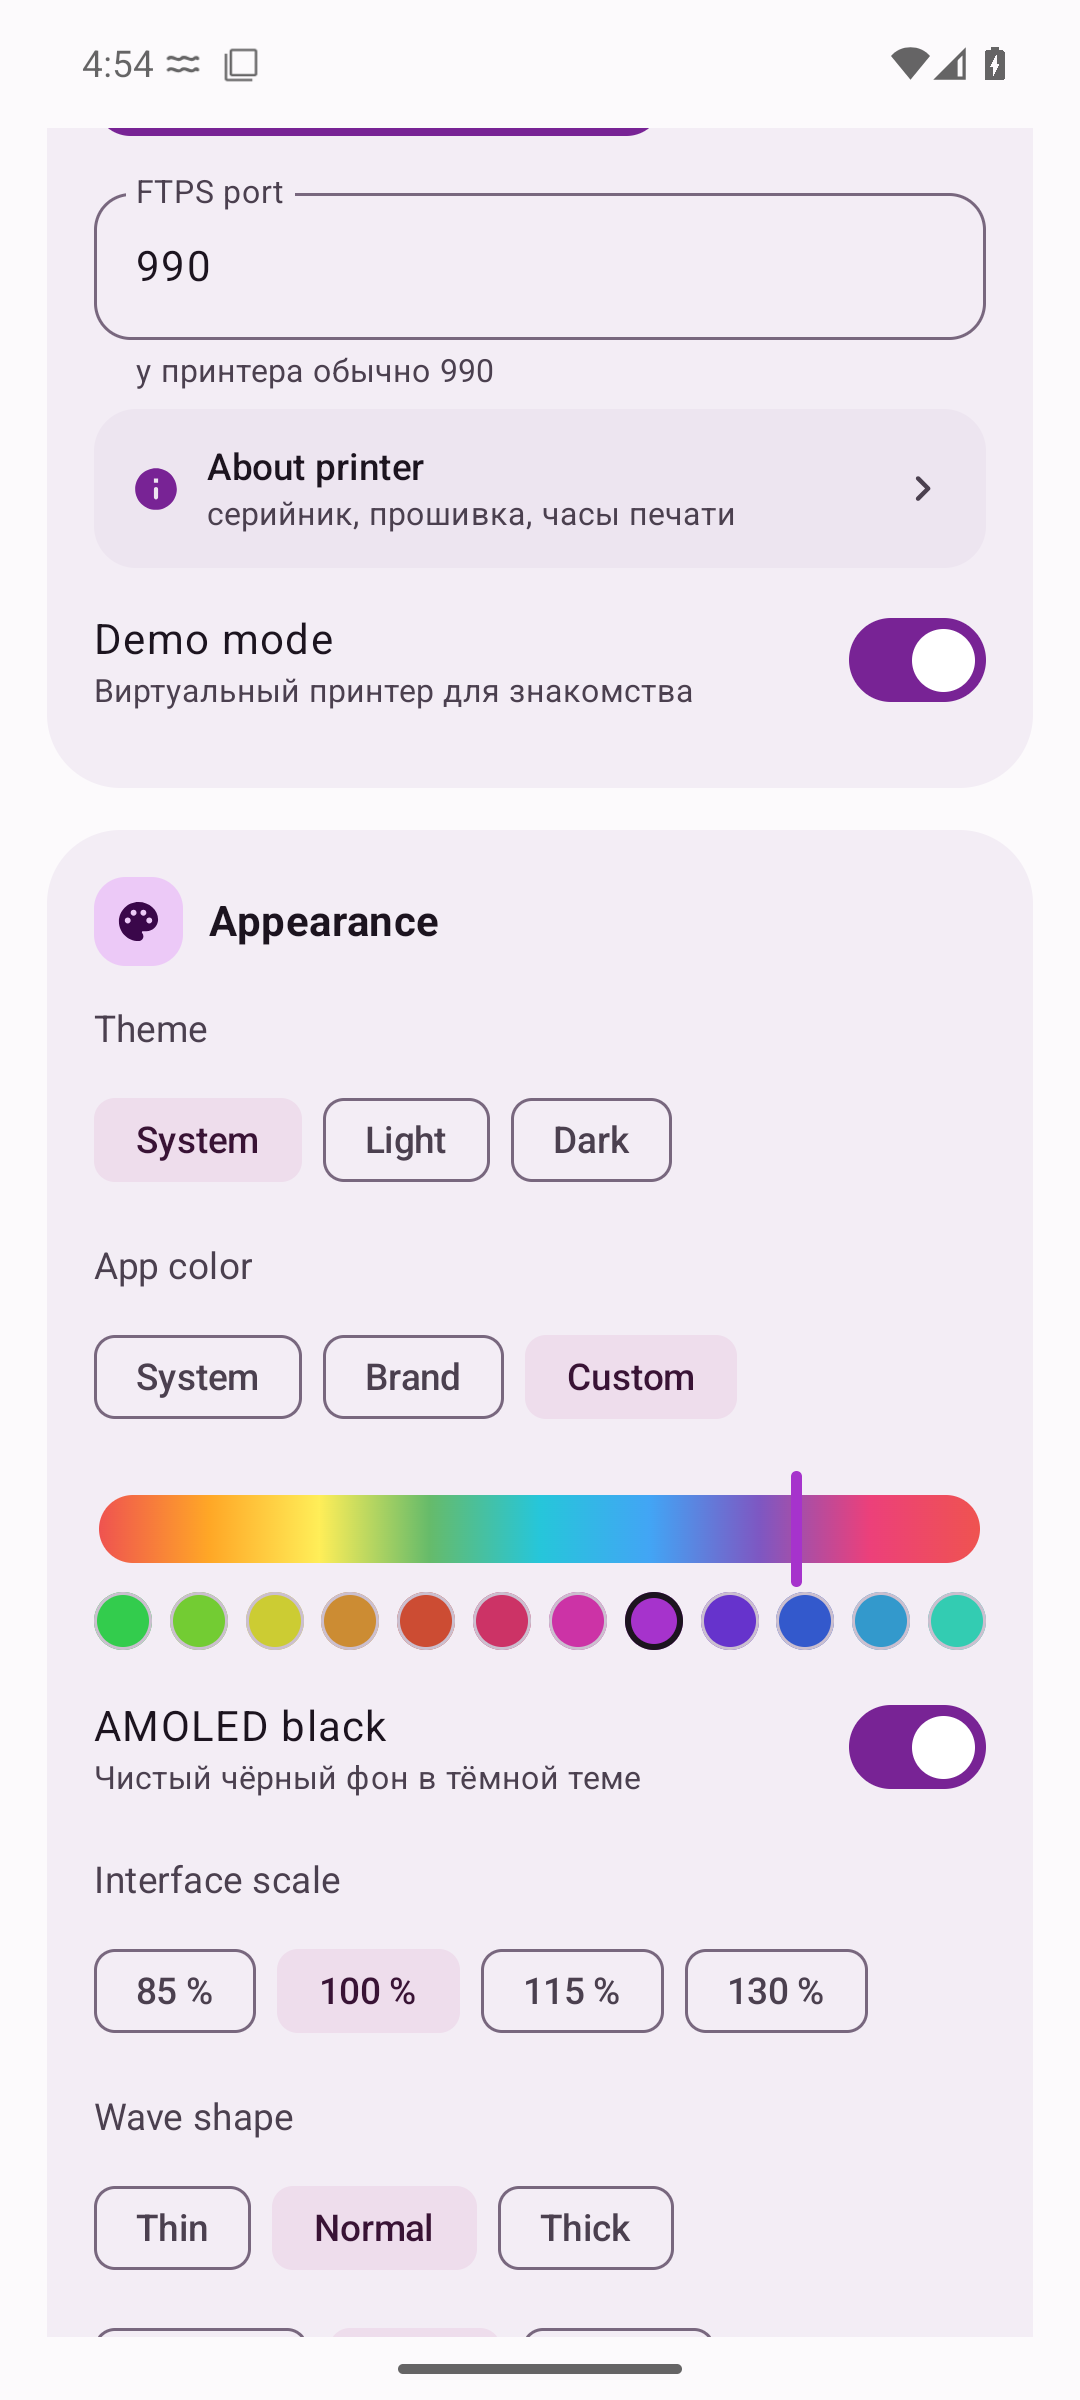 4:54
FTPS port
990
у принтера обычно 990
About printer
серийник, прошивка, часы печати
Demo mode
Виртуальный принтер для знакомства
Appearance
Theme
System Light Dark
App color
System Brand Custom
AMOLED black
Чистый чёрный фон в тёмной теме
Interface scale
85 % 100 % 115 % 130 %
Wave shape
Thin Normal Thick